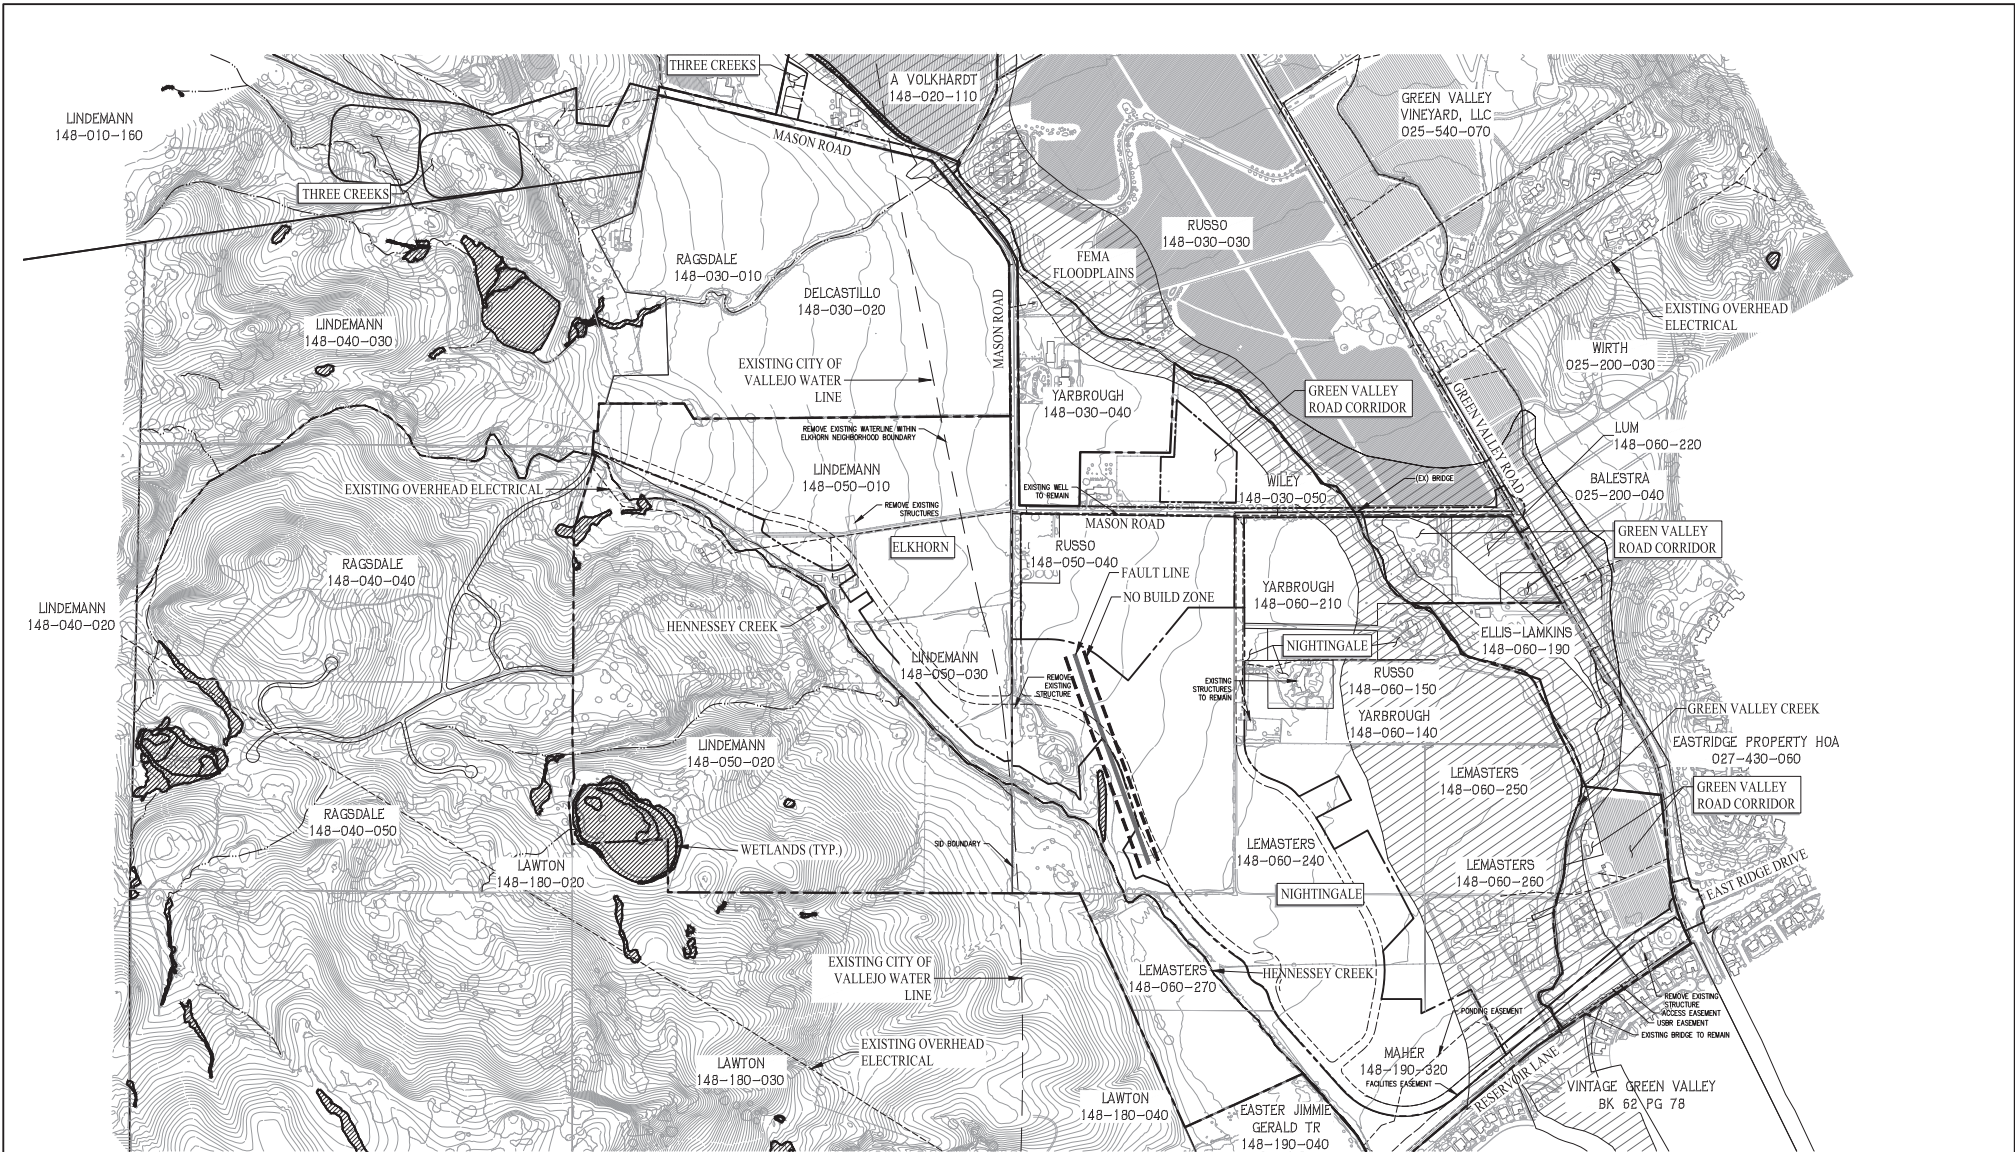 THREE CREEKS
A VOLKHARDT
148-020-110
LINDEMANN
148-010-160
GREEN VALLEY
VINEYARD, LLC
025-540-070
MASON ROAD
THREE CREEKS
RUSSO
148-030-030
RAGSDALE
148-030-010
FEMA
FLOODPLAINS
DELCASTILLO
148-030-020
MASON ROAD
EXISTING OVERHEAD
ELECTRICAL
LINDEMANN
148-040-030
WIRTH
025-200-030
EXISTING CITY OF
VALLEJO WATER
LINE
YARBROUGH
148-030-040
GREEN VALLEY
ROAD CORRIDOR
GREEN VALLEY ROAD
REMOVE EXISTING WATERLINE WITHIN
ELKHORN NEIGHBORHOOD BOUNDARY
LUM
148-060-220
LINDEMANN
148-050-010
EXISTING OVERHEAD ELECTRICAL
WILEY
148-030-050
(EX) BRIDGE
BALESTRA
025-200-040
EXISTING WELL
TO REMAIN
REMOVE EXISTING
STRUCTURES
MASON ROAD
ELKHORN
GREEN VALLEY
ROAD CORRIDOR
RUSSO
148-050-040
RAGSDALE
148-040-040
FAULT LINE
NO BUILD ZONE
YARBROUGH
148-060-210
LINDEMANN
148-040-020
HENNESSEY CREEK
ELLIS-LAMKINS
148-060-190
NIGHTINGALE
LINDEMANN
148-050-030
REMOVE
EXISTING
STRUCTURE
EXISTING
STRUCTURES
TO REMAIN
RUSSO
148-060-150
YARBROUGH
148-060-140
GREEN VALLEY CREEK
LINDEMANN
148-050-020
EASTRIDGE PROPERTY HOA
027-430-060
LEMASTERS
148-060-250
GREEN VALLEY
ROAD CORRIDOR
RAGSDALE
148-040-050
WETLANDS (TYP.)
SID BOUNDARY
LEMASTERS
148-060-240
LAWTON
148-180-020
LEMASTERS
148-060-260
EAST RIDGE DRIVE
NIGHTINGALE
EXISTING CITY OF
VALLEJO WATER
LINE
LEMASTERS
148-060-270
HENNESSEY CREEK
REMOVE EXISTING
STRUCTURE
ACCESS EASEMENT
USBR EASEMENT
EXISTING BRIDGE TO REMAIN
PONDING EASEMENT
EXISTING OVERHEAD
ELECTRICAL
MAHER
148-190-320
FACILITIES EASEMENT
RESERVOIR LANE
LAWTON
148-180-030
VINTAGE GREEN VALLEY
BK 62 PG 78
LAWTON
148-180-040
EASTER JIMMIE
GERALD TR
148-190-040